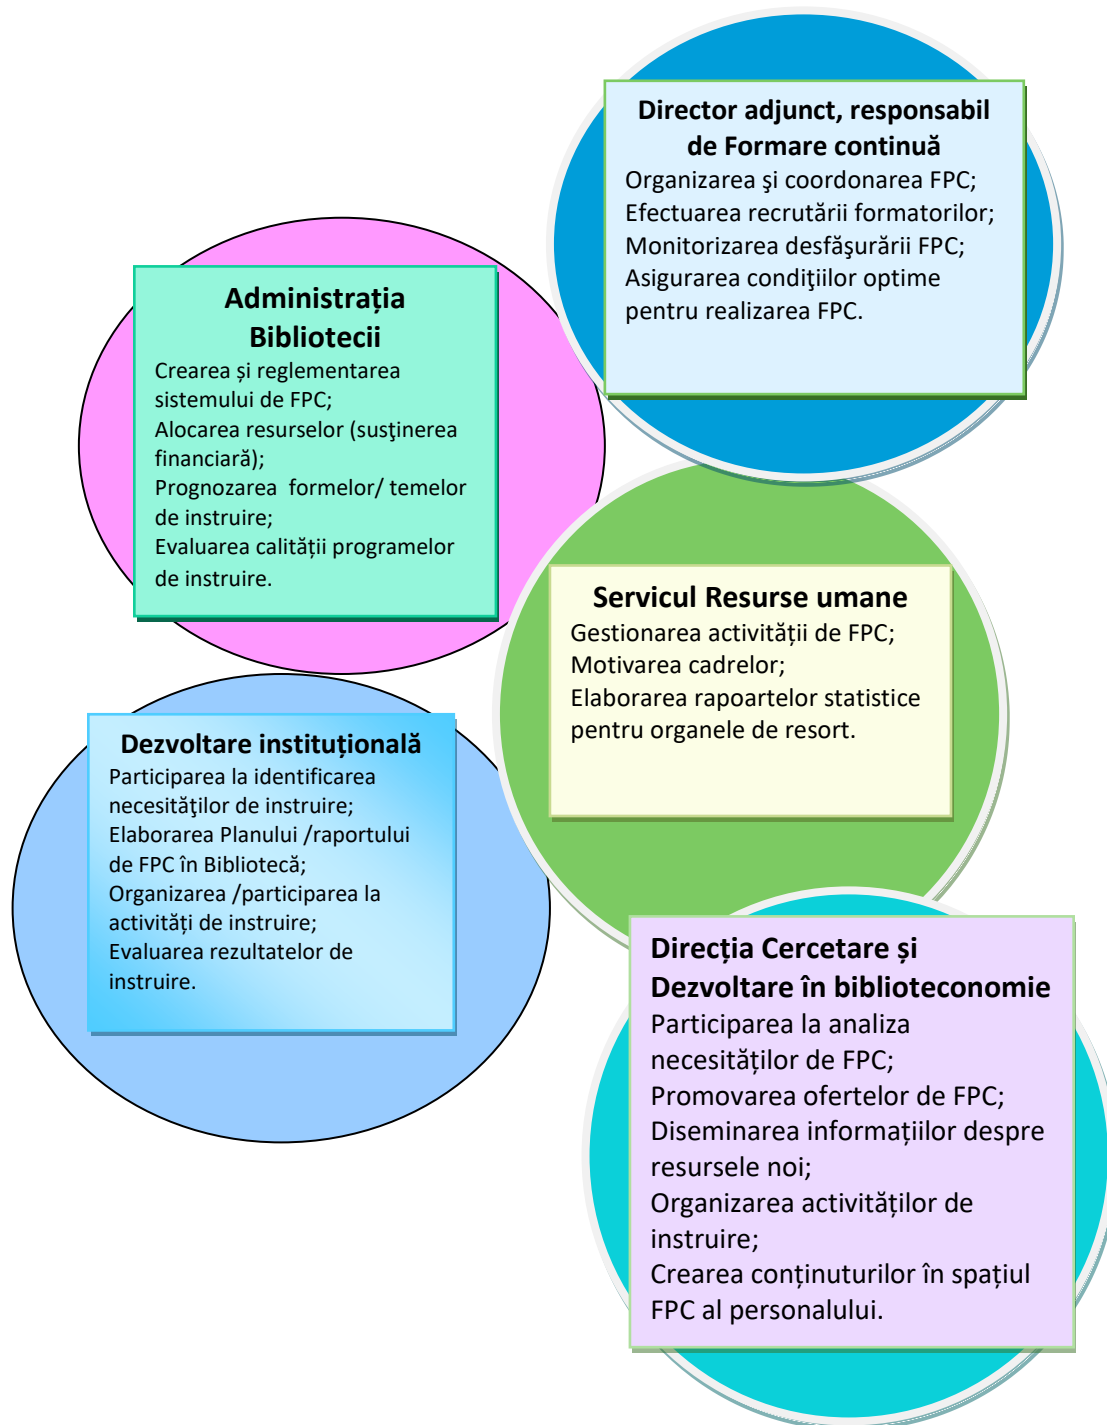 Director adjunct, responsabil
de Formare continuă
Organizarea şi coordonarea FPC;
Efectuarea recrutării formatorilor;
Monitorizarea desfăşurării FPC;
Asigurarea condiţiilor optime
pentru realizarea FPC.
Administrația
Bibliotecii
Crearea și reglementarea
sistemului de FPC;
Alocarea resurselor (susţinerea
financiară);
Prognozarea formelor/ temelor
de instruire;
Evaluarea calității programelor
de instruire.
Servicul Resurse umane
Gestionarea activității de FPC;
Motivarea cadrelor;
Elaborarea rapoartelor statistice
pentru organele de resort.
Dezvoltare instituțională
Participarea la identificarea
necesităţilor de instruire;
Elaborarea Planului /raportului
de FPC în Bibliotecă;
Organizarea /participarea la
activități de instruire;
Evaluarea rezultatelor de
instruire.
Direcția Cercetare și
Dezvoltare în biblioteconomie
Participarea la analiza
necesităților de FPC;
Promovarea ofertelor de FPC;
Diseminarea informațiilor despre
resursele noi;
Organizarea activităților de
instruire;
Crearea conținuturilor în spațiul
FPC al personalului.